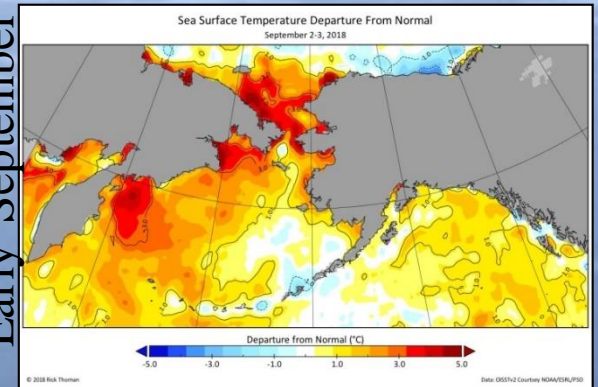 Early September
Sea Surface Temperature Departure From Normal
September 2-3, 2018
Departure from Normal (°C)
-5.0 -3.0 -1.0 1.0 3.0 5.0
© 2018 Rick Thoman
Data: OISSTv2 Courtesy NOAA/ESRL/PSD